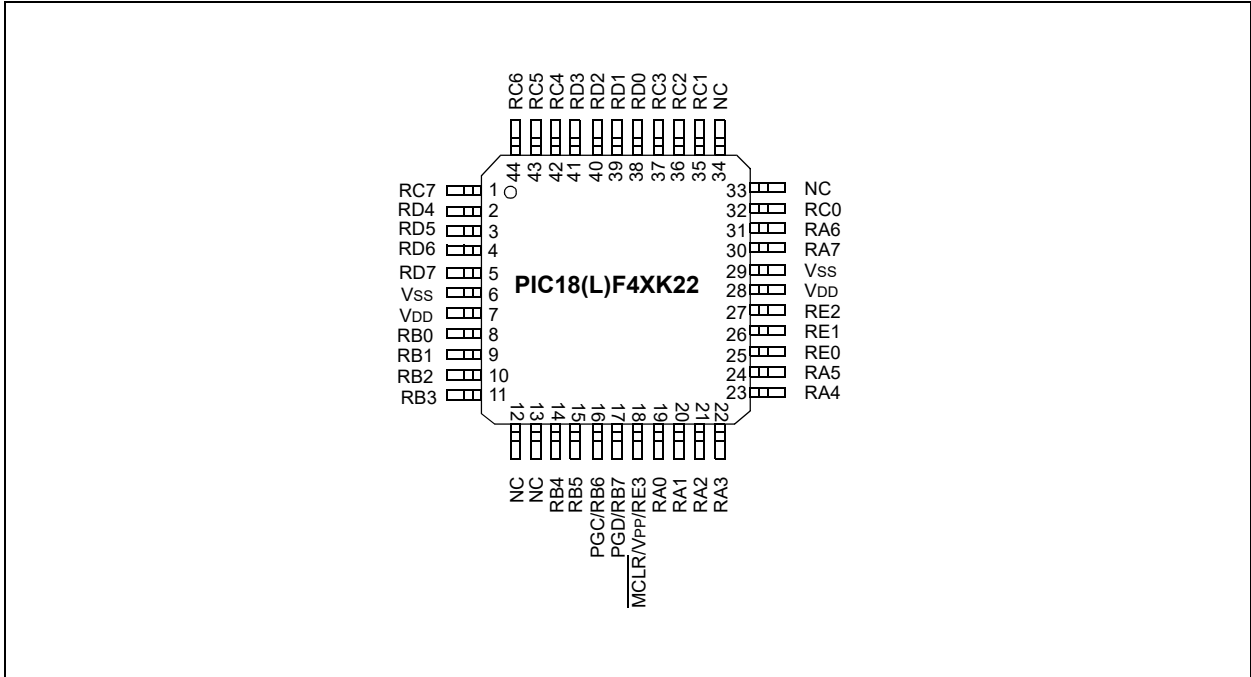 RC6
RC5
RC4
RD3
RD2
RD1
RD0
RC3
RC2
RC1
NC
44
43
42
41
40
39
38
37
36
35
34
RC7 1
RD4 2
RD5 3
RD6 4
RD7 5
VSS 6
VDD 7
RB0 8
RB1 9
RB2 10
RB3 11
PIC18(L)F4XK22
33 NC
32 RC0
31 RA6
30 RA7
29 VSS
28 VDD
27 RE2
26 RE1
25 RE0
24 RA5
23 RA4
12
13
14
15
16
17
18
19
20
21
22
NC
NC
RB4
RB5
PGC/RB6
PGD/RB7
MCLR/VPP/RE3
RA0
RA1
RA2
RA3